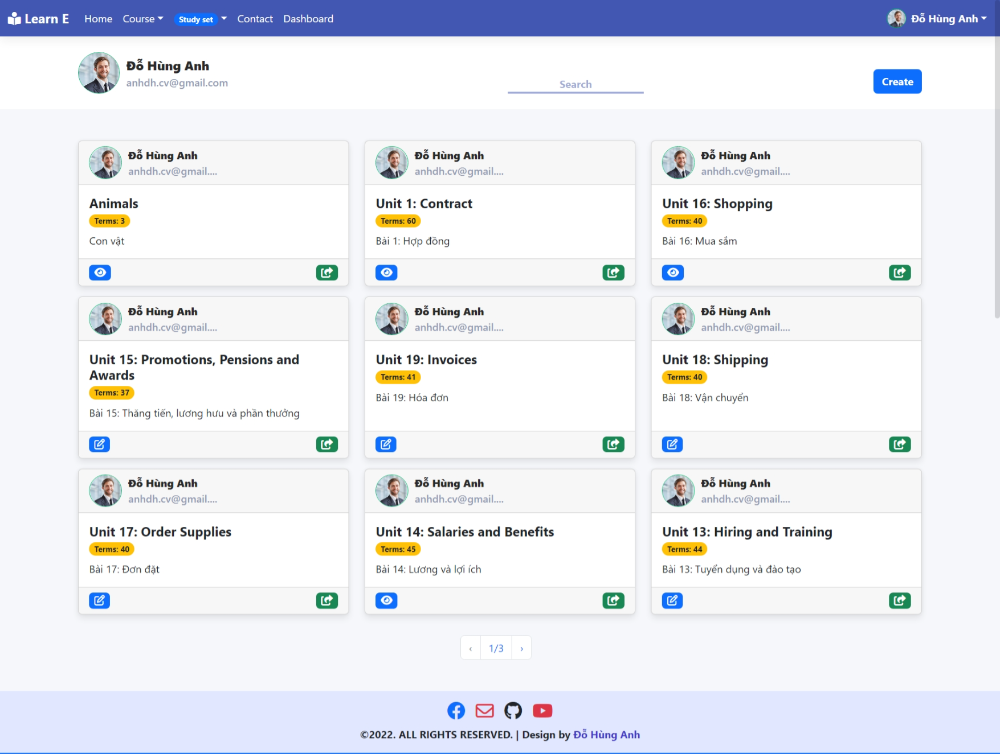 Learn E
Home
Course
Study set
Contact
Dashboard
Đỗ Hùng Anh
Đỗ Hùng Anh
anhdh.cv@gmail.com
Search
Create
Đỗ Hùng Anh
anhdh.cv@gmail....
Animals
Terms: 3
Con vật
Đỗ Hùng Anh
anhdh.cv@gmail....
Unit 1: Contract
Terms: 60
Bài 1: Hợp đồng
Đỗ Hùng Anh
anhdh.cv@gmail....
Unit 16: Shopping
Terms: 40
Bài 16: Mua sắm
Đỗ Hùng Anh
anhdh.cv@gmail....
Unit 15: Promotions, Pensions and
Awards
Terms: 37
Bài 15: Thăng tiến, lương hưu và phần thưởng
Đỗ Hùng Anh
anhdh.cv@gmail....
Unit 19: Invoices
Terms: 41
Bài 19: Hóa đơn
Đỗ Hùng Anh
anhdh.cv@gmail....
Unit 18: Shipping
Terms: 40
Bài 18: Vận chuyển
Đỗ Hùng Anh
anhdh.cv@gmail....
Unit 17: Order Supplies
Terms: 40
Bài 17: Đơn đặt
Đỗ Hùng Anh
anhdh.cv@gmail....
Unit 14: Salaries and Benefits
Terms: 45
Bài 14: Lương và lợi ích
Đỗ Hùng Anh
anhdh.cv@gmail....
Unit 13: Hiring and Training
Terms: 44
Bài 13: Tuyển dụng và đào tạo
‹ 1/3 ›
©2022. ALL RIGHTS RESERVED. | Design by Đỗ Hùng Anh